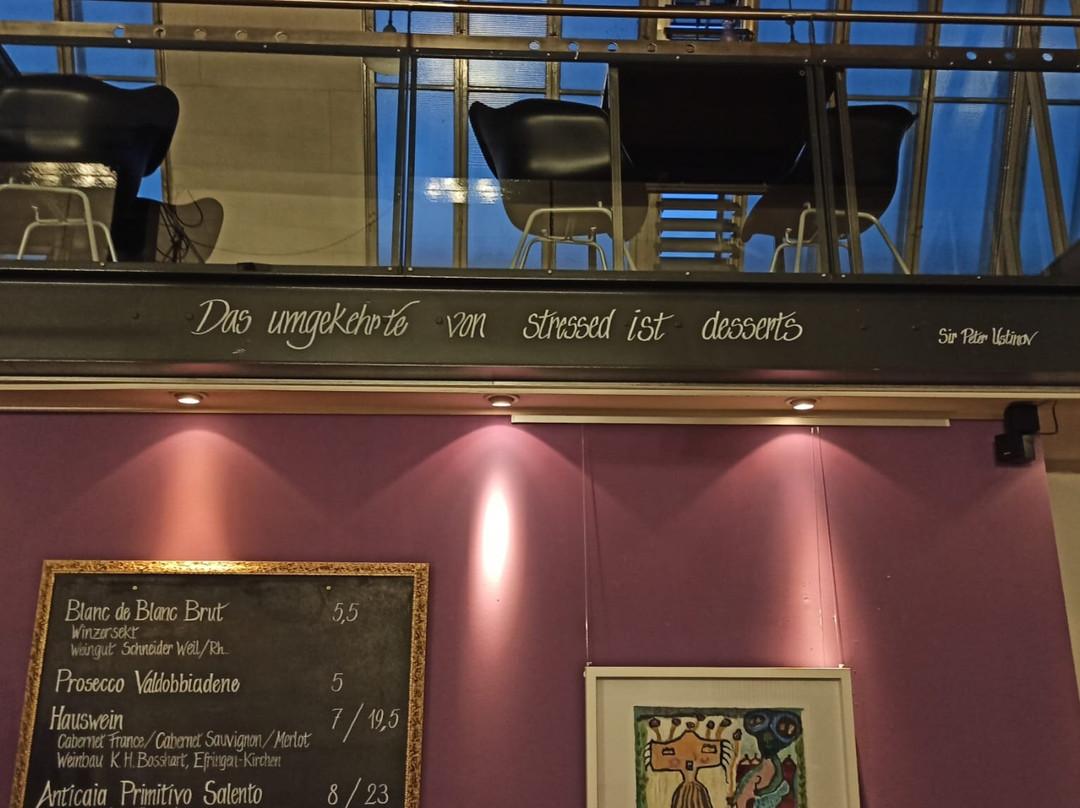 Das umgekehrte von stressed ist desserts
Sir Peter Ustinov
Blanc de Blanc Brut 5,5
Winzersekt
Weingut Schneider Weil/Rh.
Prosecco Valdobbiadene 5
Hauswein 7 / 19,5
Cabernet France/Cabernet Sauvignon/Merlot
Weinbau K.H. Bosshart, Efringen-Kirchen
Anticaia Primitivo Salento 8 / 23